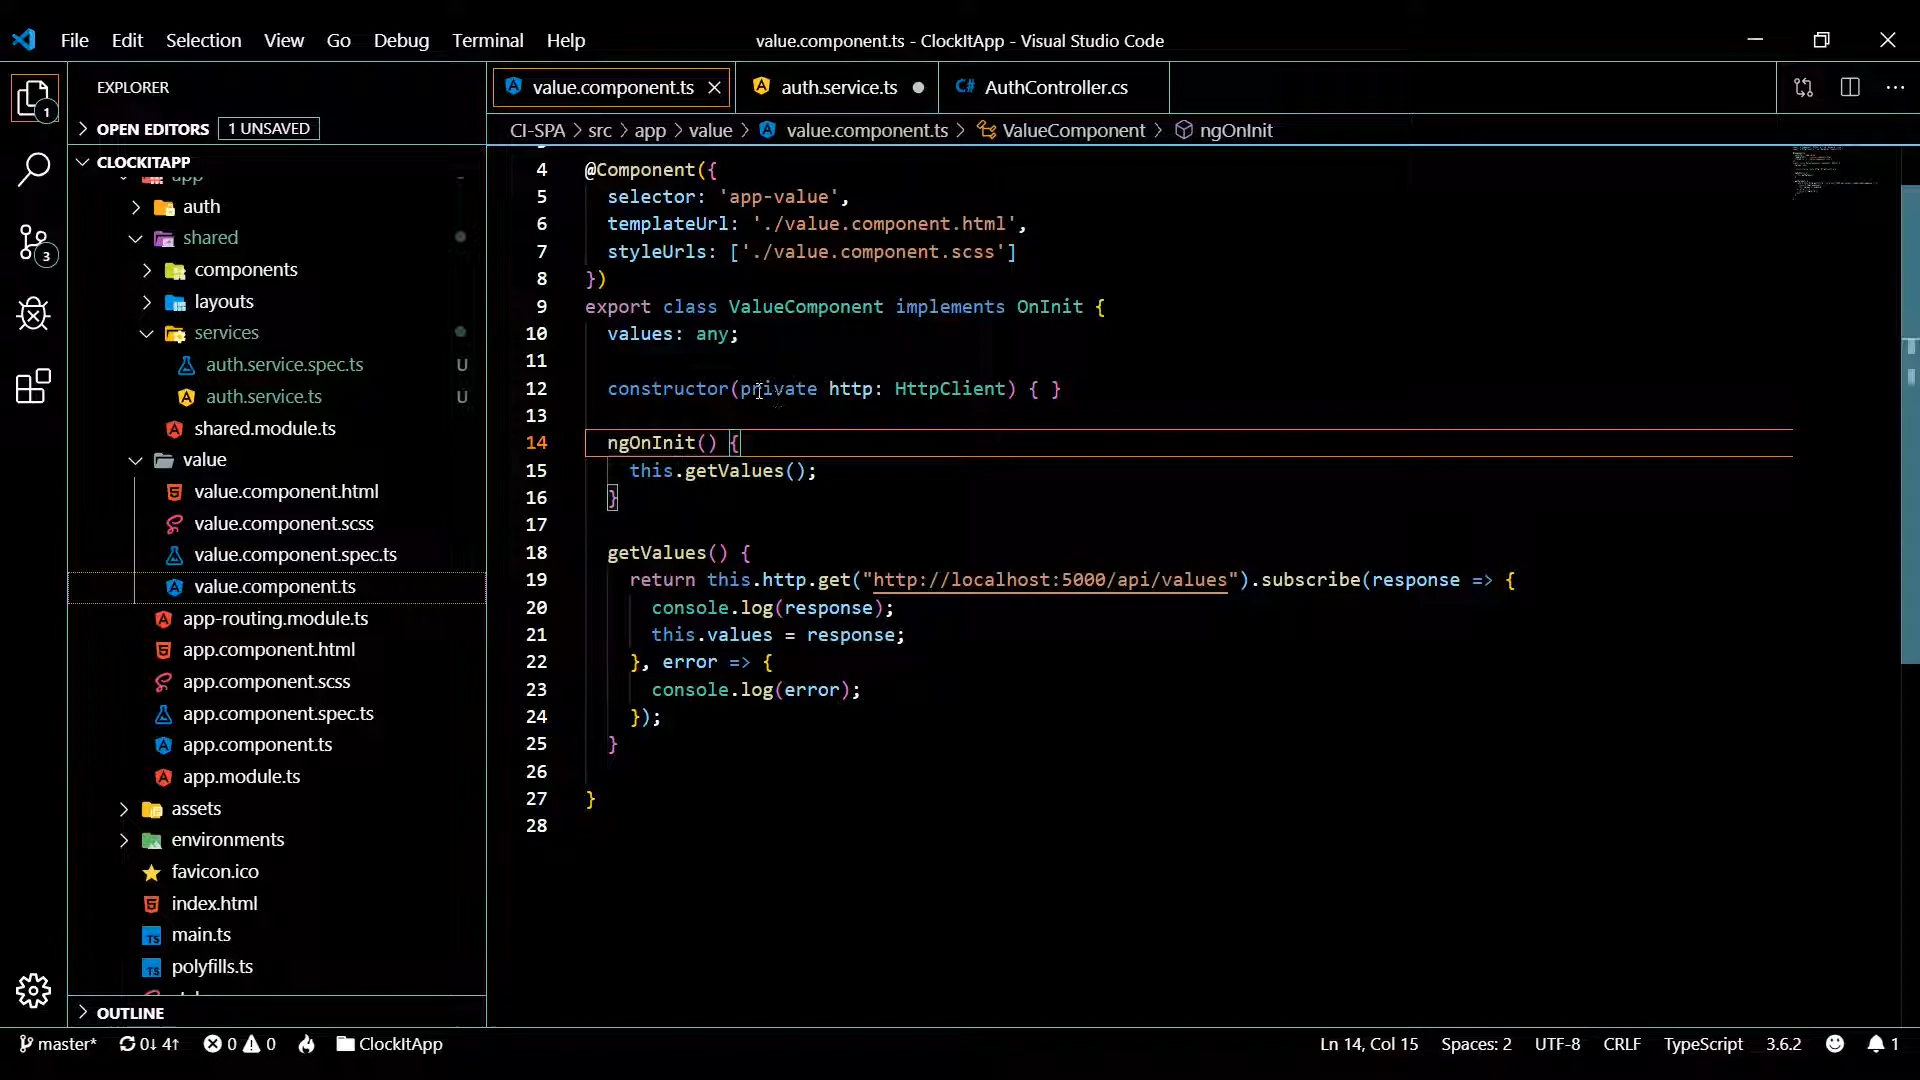 File Edit Selection View Go Debug Terminal Help
value.component.ts - ClockItApp - Visual Studio Code
EXPLORER
value.component.ts
auth.service.ts
C# AuthController.cs
1
OPEN EDITORS 1 UNSAVED
CI-SPA > src > app > value > value.component.ts > ValueComponent > ngOnInit
CLOCKITAPP
app
auth
shared
components
layouts
services
auth.service.spec.ts U
auth.service.ts U
shared.module.ts
value
value.component.html
value.component.scss
value.component.spec.ts
value.component.ts
app-routing.module.ts
app.component.html
app.component.scss
app.component.spec.ts
app.component.ts
app.module.ts
assets
environments
favicon.ico
index.html
TS main.ts
TS polyfills.ts
OUTLINE
3
4 @Component({
5 selector: 'app-value',
6 templateUrl: './value.component.html',
7 styleUrls: ['./value.component.scss']
8 })
9 export class ValueComponent implements OnInit {
10 values: any;
11
12 constructor(private http: HttpClient) { }
13
14 ngOnInit() {
15 this.getValues();
16 }
17
18 getValues() {
19 return this.http.get("http://localhost:5000/api/values").subscribe(response => {
20 console.log(response);
21 this.values = response;
22 }, error => {
23 console.log(error);
24 });
25 }
26
27 }
28
master* 0↓ 4↑ 0 0 ClockItApp
Ln 14, Col 15 Spaces: 2 UTF-8 CRLF TypeScript 3.6.2 1